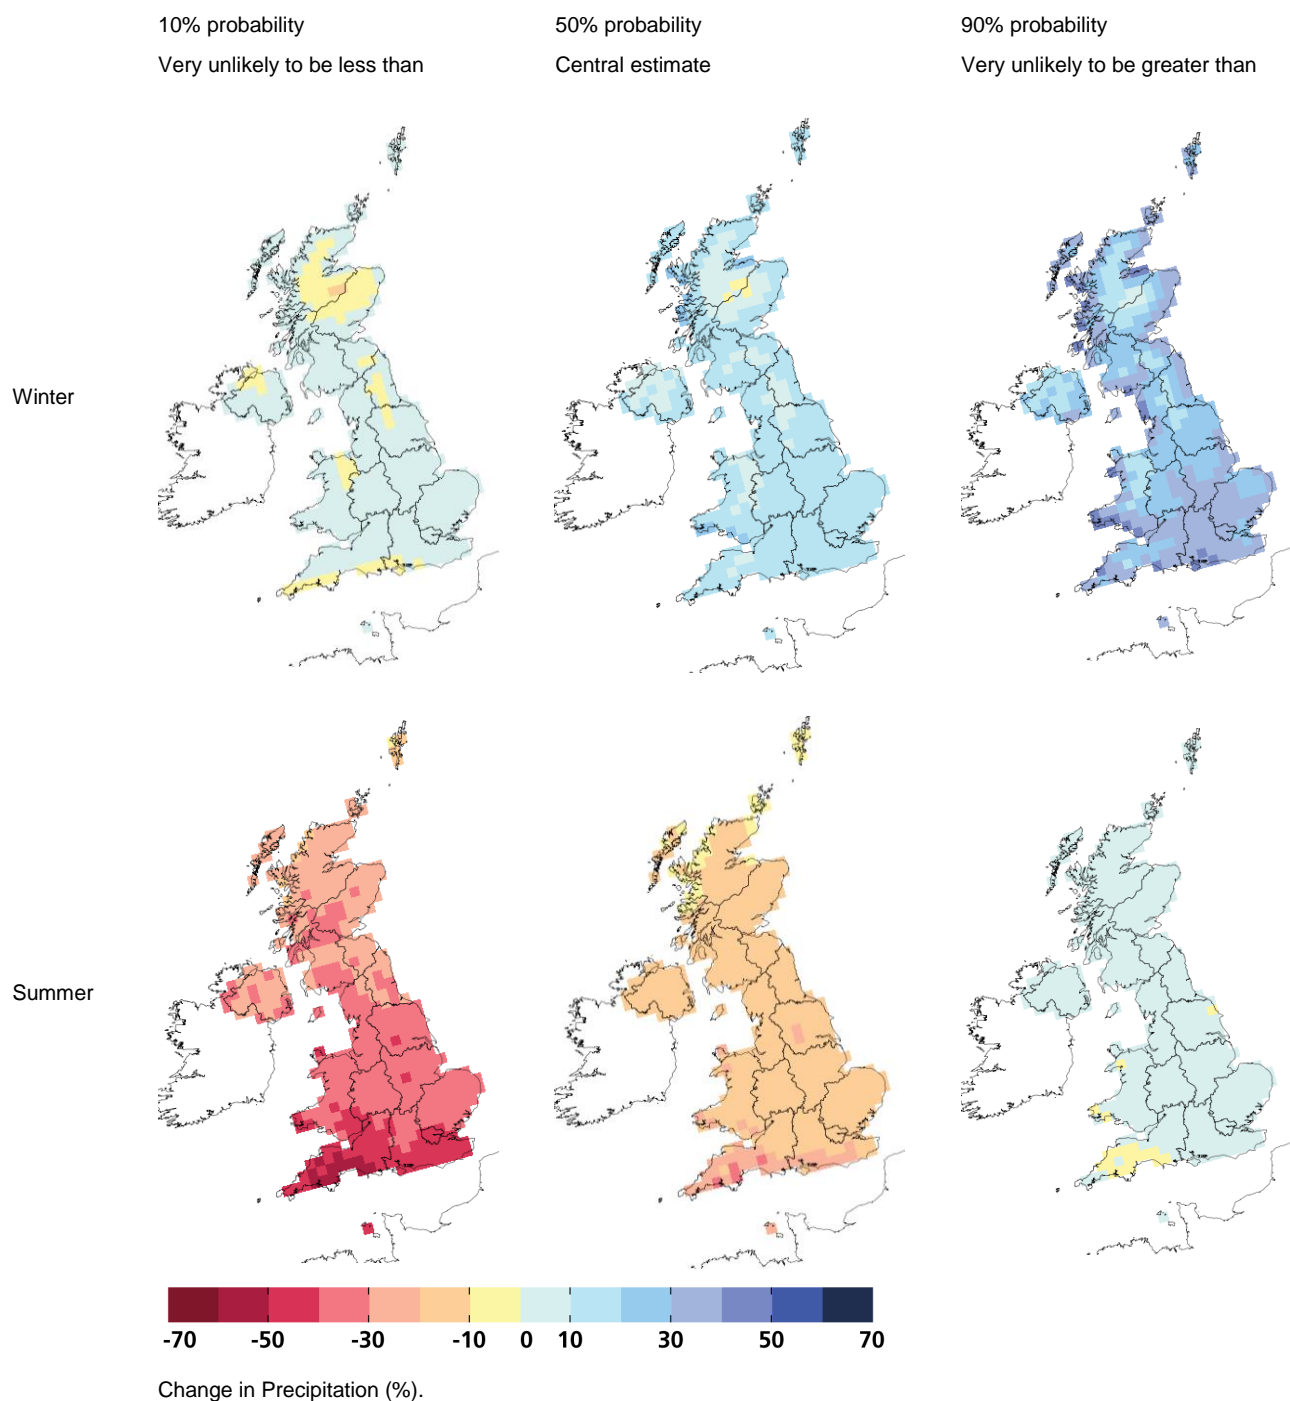 10% probability
50% probability
90% probability
Very unlikely to be less than
Central estimate
Very unlikely to be greater than
Winter
Summer
-70 -50 -30 -10 0 10 30 50 70
Change in Precipitation (%).